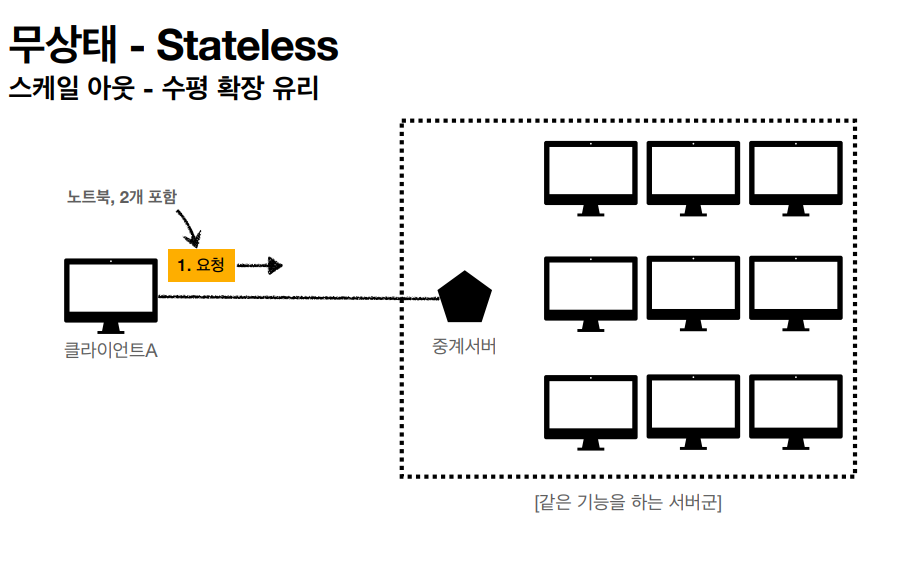 무상태 - Stateless
스케일 아웃 - 수평 확장 유리
노트북, 2개 포함
1. 요청
클라이언트A
중계서버
[같은 기능을 하는 서버군]